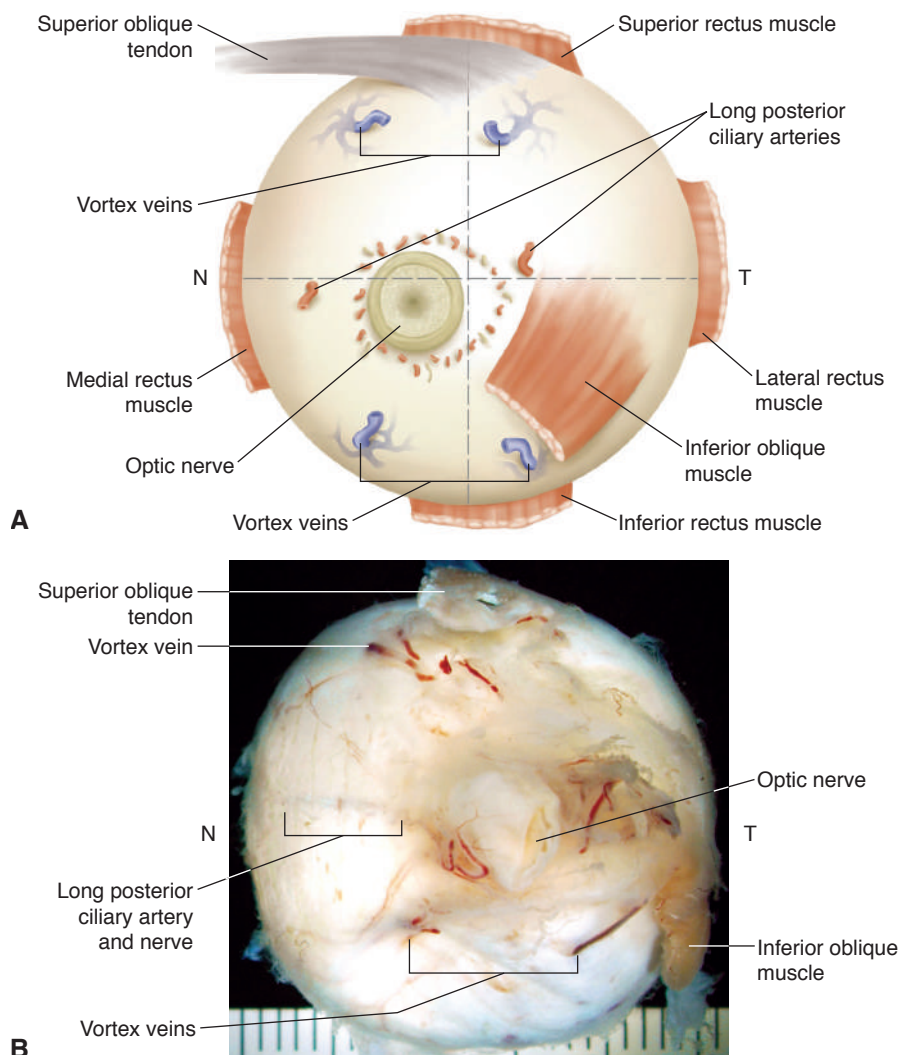 A
Superior oblique
tendon
Superior rectus muscle
Long posterior
ciliary arteries
Vortex veins
N
T
Medial rectus
muscle
Lateral rectus
muscle
Optic nerve
Inferior oblique
muscle
Vortex veins
Inferior rectus muscle
B
Superior oblique
tendon
Vortex vein
Optic nerve
N
T
Long posterior
ciliary artery
and nerve
Inferior oblique
muscle
Vortex veins